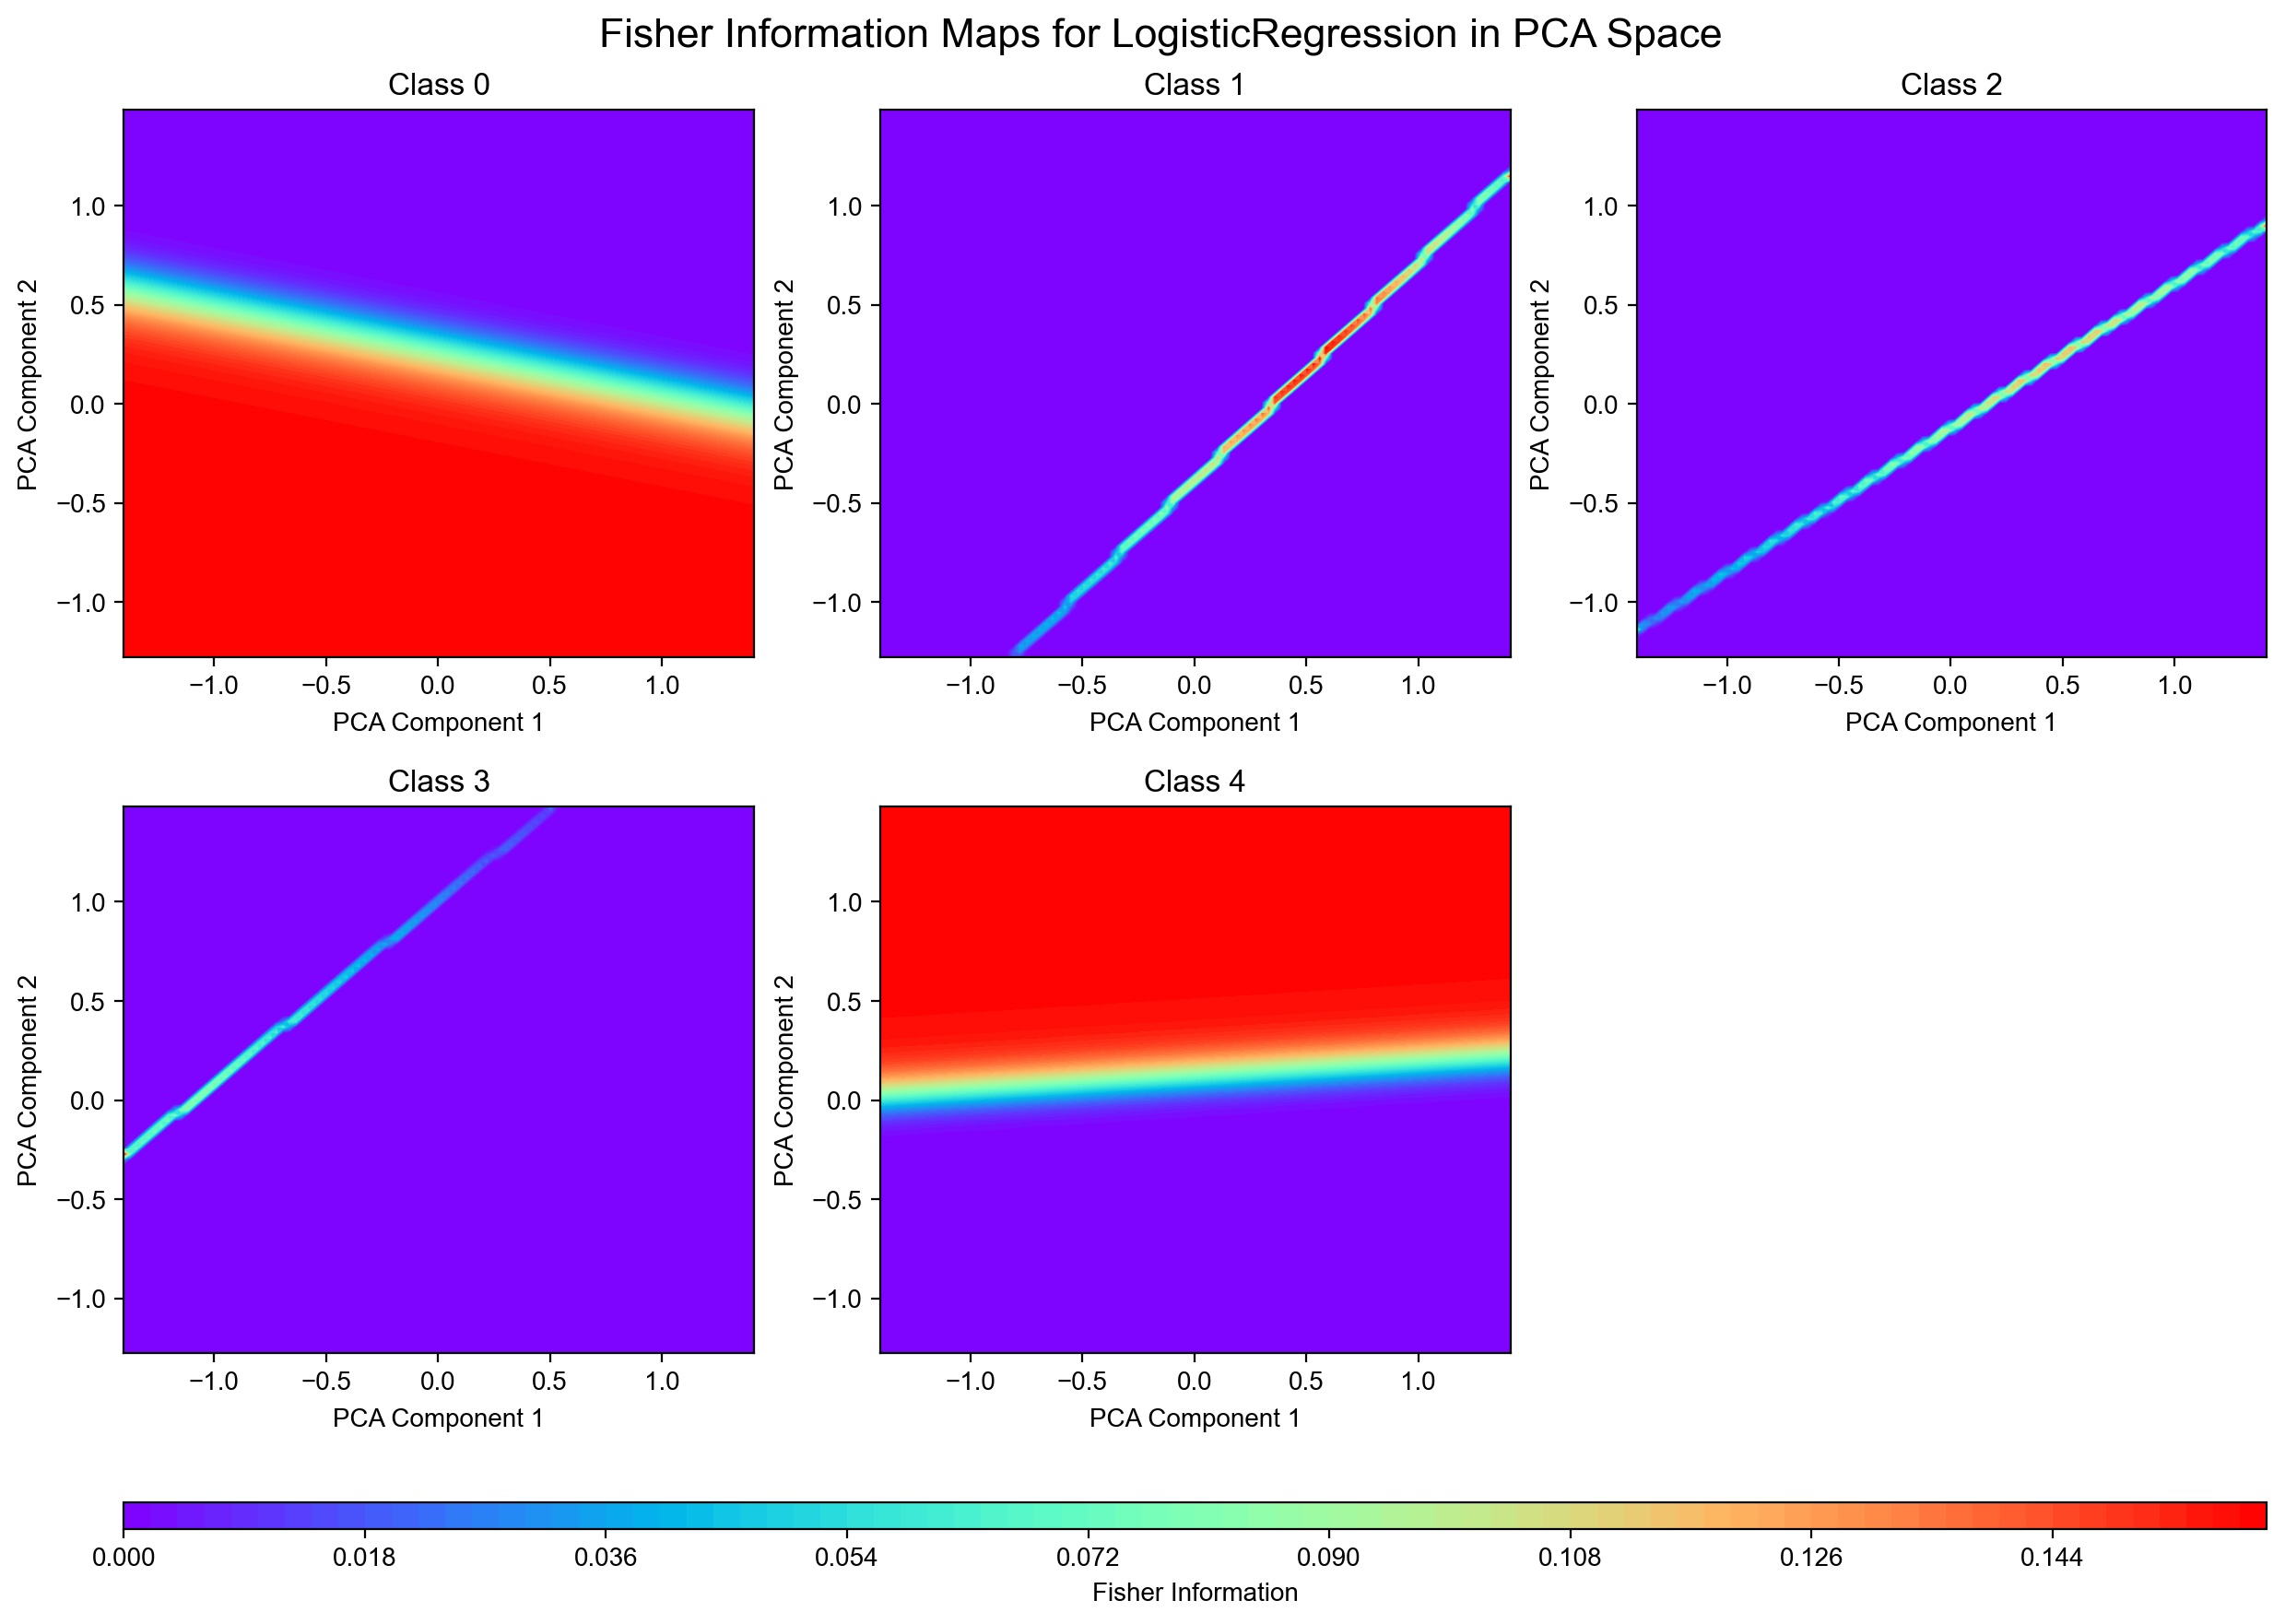 Fisher Information Maps for LogisticRegression in PCA Space
Class 0
Class 1
Class 2
PCA Component 2
1.0
0.5
0.0
−0.5
−1.0
PCA Component 2
1.0
0.5
0.0
−0.5
−1.0
PCA Component 2
1.0
0.5
0.0
−0.5
−1.0
−1.0 −0.5 0.0 0.5 1.0
−1.0 −0.5 0.0 0.5 1.0
−1.0 −0.5 0.0 0.5 1.0
PCA Component 1
PCA Component 1
PCA Component 1
Class 3
Class 4
PCA Component 2
1.0
0.5
0.0
−0.5
−1.0
PCA Component 2
1.0
0.5
0.0
−0.5
−1.0
−1.0 −0.5 0.0 0.5 1.0
−1.0 −0.5 0.0 0.5 1.0
PCA Component 1
PCA Component 1
0.000 0.018 0.036 0.054 0.072 0.090 0.108 0.126 0.144
Fisher Information